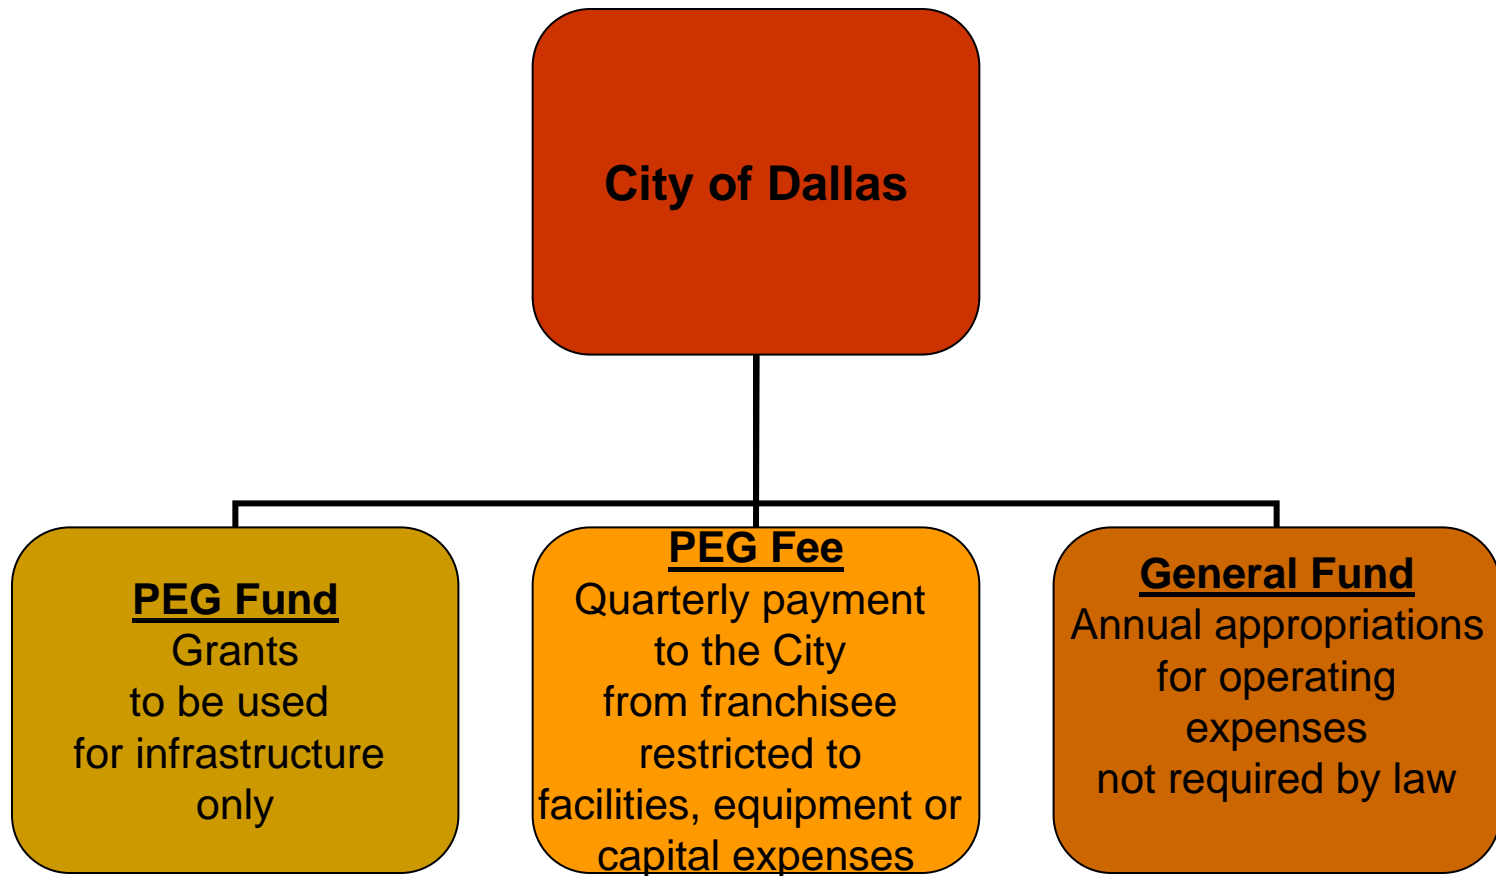 City of Dallas
PEG Fund
Grants
to be used
for infrastructure
only
PEG Fee
Quarterly payment
to the City
from franchisee
restricted to
facilities, equipment or
capital expenses
General Fund
Annual appropriations
for operating
expenses
not required by law